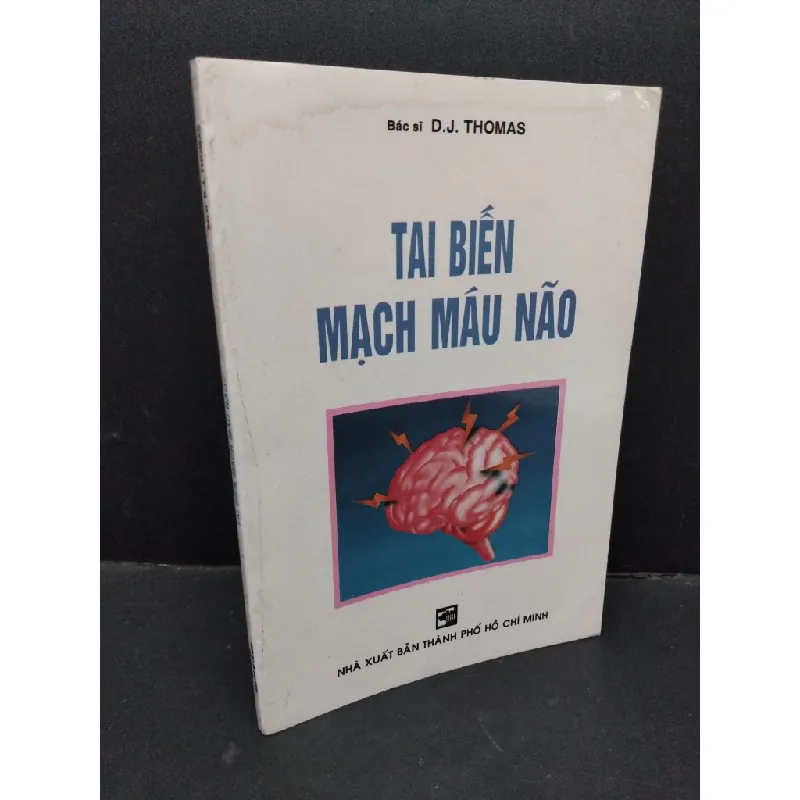 Bác sĩ D.J. THOMAS
TAI BIẾN
MẠCH MÁU NÃO
NHÀ XUẤT BẢN THÀNH PHỐ HỒ CHÍ MINH